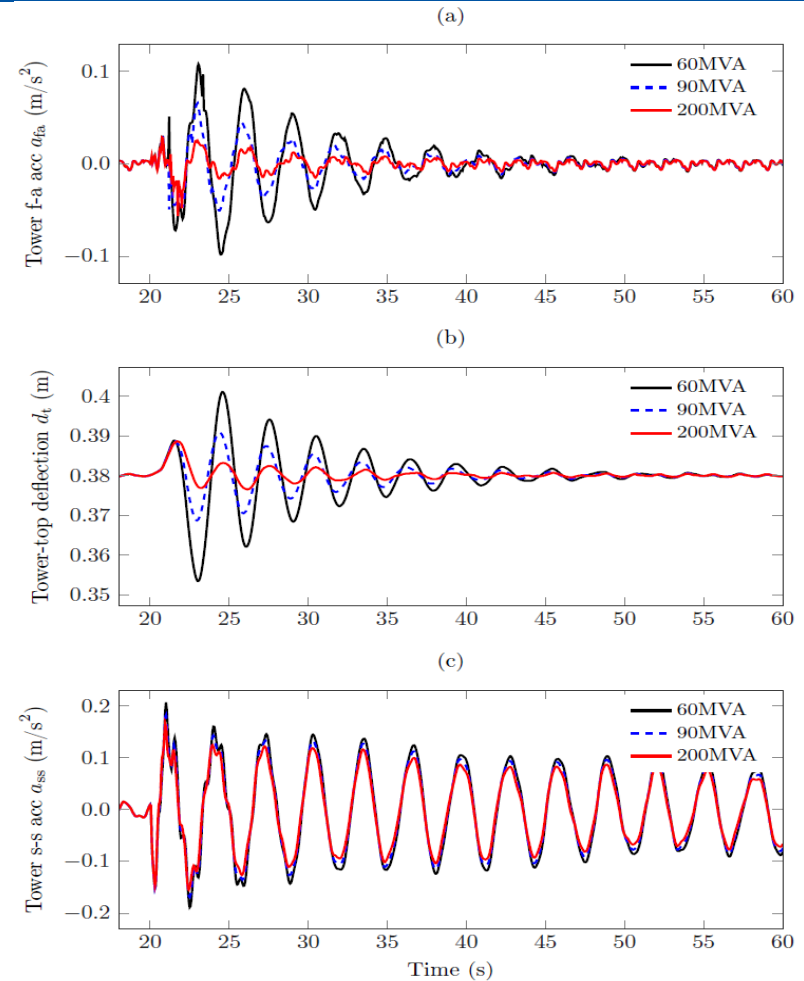 (a)
Tower f-a acc a_fa (m/s²)
0.1
0.0
−0.1
60MVA
90MVA
200MVA
20 25 30 35 40 45 50 55 60
(b)
Tower-top deflection d_t (m)
0.4
0.39
0.38
0.37
0.36
0.35
60MVA
90MVA
200MVA
20 25 30 35 40 45 50 55 60
(c)
Tower s-s acc a_ss (m/s²)
0.2
0.1
0.0
−0.1
−0.2
60MVA
90MVA
200MVA
20 25 30 35 40 45 50 55 60
Time (s)